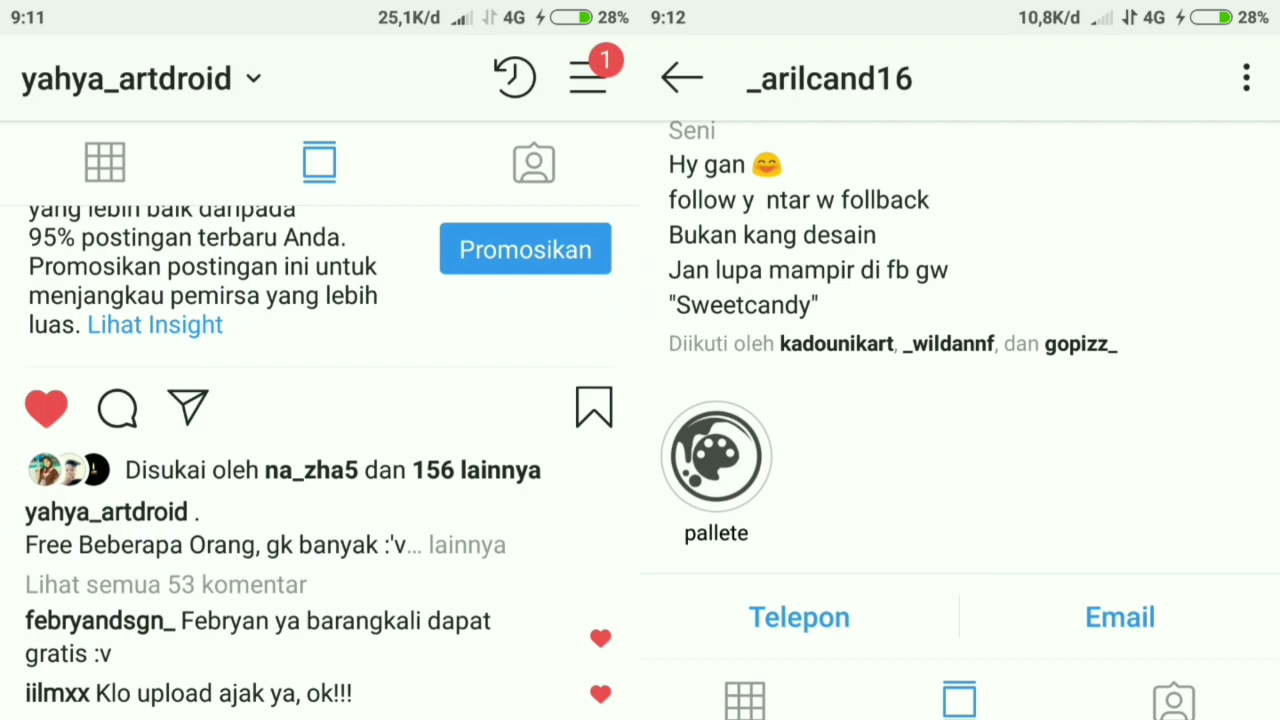 9:11
25,1K/d
4G
28%
yahya_artdroid
1
yang lebih baik daripada
95% postingan terbaru Anda.
Promosikan postingan ini untuk
menjangkau pemirsa yang lebih
luas. Lihat Insight
Promosikan
Disukai oleh na_zha5 dan 156 lainnya
yahya_artdroid .
Free Beberapa Orang, gk banyak :'v... lainnya
Lihat semua 53 komentar
febryandsgn_ Febryan ya barangkali dapat
gratis :v
iilmxx Klo upload ajak ya, ok!!!
9:12
10,8K/d
4G
28%
_arilcand16
Seni
Hy gan 😄
follow y ntar w follback
Bukan kang desain
Jan lupa mampir di fb gw
"Sweetcandy"
Diikuti oleh kadounikart, _wildannf, dan gopizz_
pallete
Telepon
Email